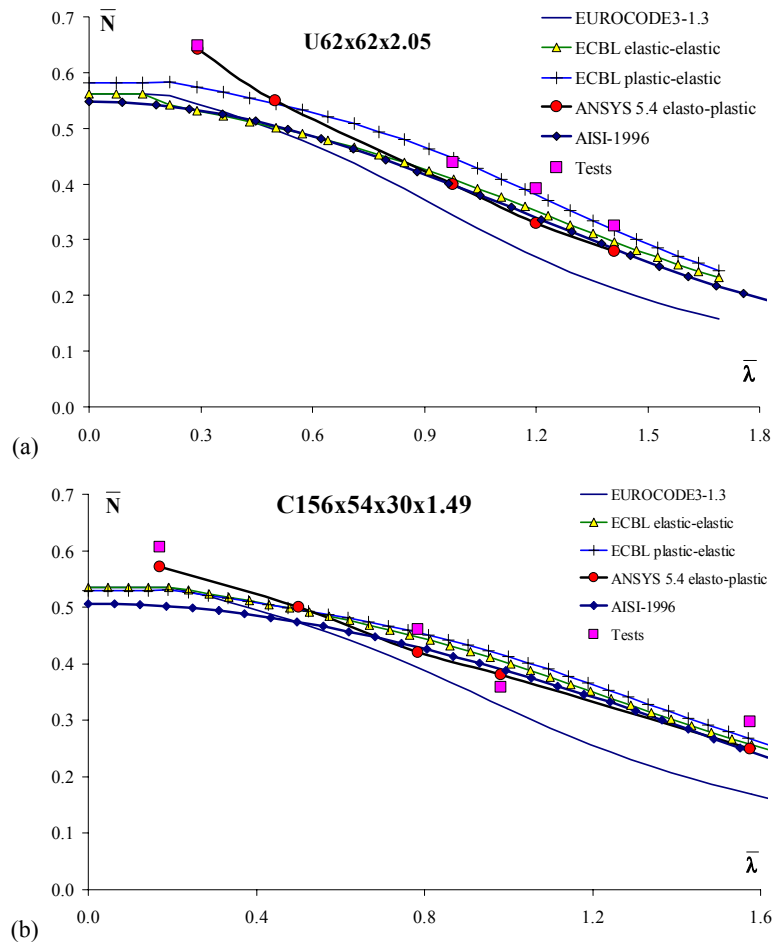 N̅
U62x62x2.05
EUROCODE3-1.3
ECBL elastic-elastic
ECBL plastic-elastic
ANSYS 5.4 elasto-plastic
AISI-1996
Tests
0.7
0.6
0.5
0.4
0.3
0.2
0.1
0.0
λ̅
0.0 0.3 0.6 0.9 1.2 1.5 1.8
(a)
N̅
C156x54x30x1.49
EUROCODE3-1.3
ECBL elastic-elastic
ECBL plastic-elastic
ANSYS 5.4 elasto-plastic
AISI-1996
Tests
0.7
0.6
0.5
0.4
0.3
0.2
0.1
0.0
λ̅
0.0 0.4 0.8 1.2 1.6
(b)